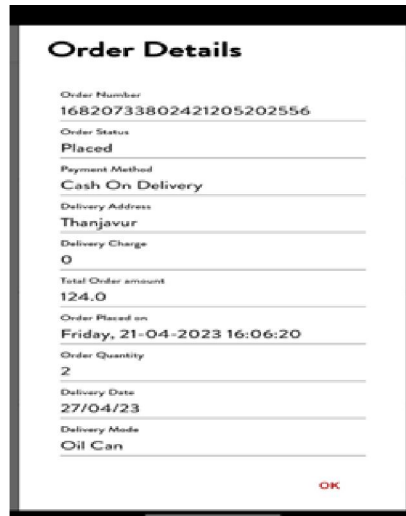 Order Details
Order Number
16820733802421205202556
Order Status
Placed
Payment Method
Cash On Delivery
Delivery Address
Thanjavur
Delivery Charge
0
Total Order amount
124.0
Order Placed on
Friday, 21-04-2023 16:06:20
Order Quantity
2
Delivery Date
27/04/23
Delivery Mode
Oil Can
OK